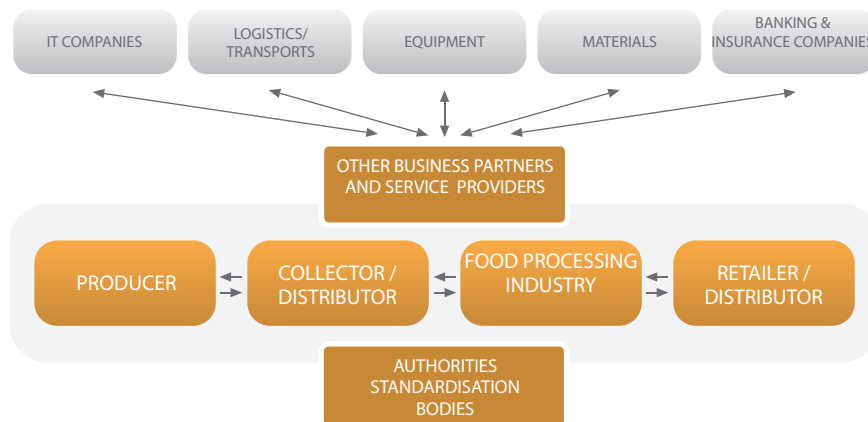 IT COMPANIES
LOGISTICS/
TRANSPORTS
EQUIPMENT
MATERIALS
BANKING &
INSURANCE COMPANIES
OTHER BUSINESS PARTNERS
AND SERVICE PROVIDERS
PRODUCER
COLLECTOR /
DISTRIBUTOR
FOOD PROCESSING
INDUSTRY
RETAILER /
DISTRIBUTOR
AUTHORITIES
STANDARDISATION
BODIES